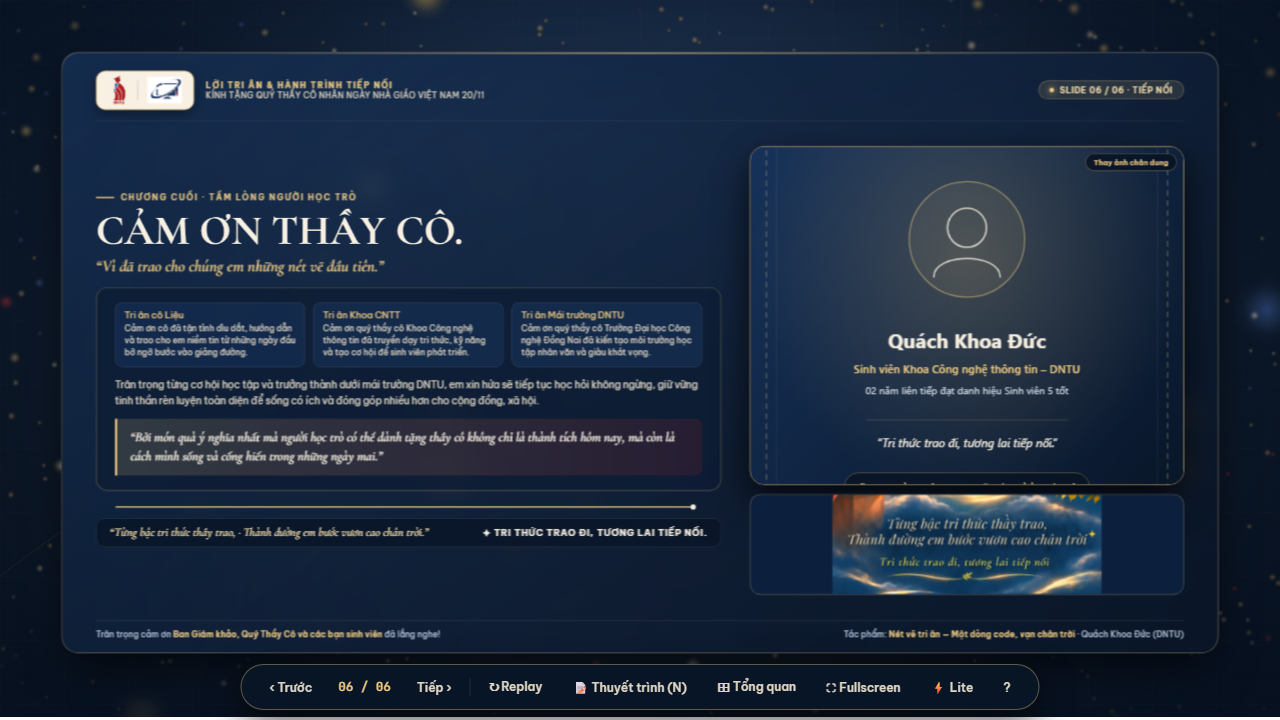 LỜI TRI ÂN & HÀNH TRÌNH TIẾP NỐI
KÍNH TẶNG QUÝ THẦY CÔ NHÂN NGÀY NHÀ GIÁO VIỆT NAM 20/11
SLIDE 06 / 06 · TIẾP NỐI
CHƯƠNG CUỐI · TẤM LÒNG NGƯỜI HỌC TRÒ
CẢM ƠN THẦY CÔ.
“Vì đã trao cho chúng em những nét vẽ đầu tiên.”
Tri ân cô Liệu
Cảm ơn cô đã tận tình dìu dắt, hướng dẫn
và trao cho em niềm tin từ những ngày đầu
bỡ ngỡ bước vào giảng đường.
Tri ân Khoa CNTT
Cảm ơn quý thầy cô Khoa Công nghệ
thông tin đã truyền dạy tri thức, kỹ năng
và tạo cơ hội để sinh viên phát triển.
Tri ân Mái trường DNTU
Cảm ơn quý thầy cô Trường Đại học Công
nghệ Đồng Nai đã kiến tạo môi trường học
tập nhân văn và giàu khát vọng.
Trân trọng từng cơ hội học tập và trưởng thành dưới mái trường DNTU, em xin hứa sẽ tiếp tục học hỏi không ngừng, giữ vững
tinh thần rèn luyện toàn diện để sống có ích và đóng góp nhiều hơn cho cộng đồng, xã hội.
“Bởi món quà ý nghĩa nhất mà người học trò có thể dành tặng thầy cô không chỉ là thành tích hôm nay, mà còn là
cách mình sống và cống hiến trong những ngày mai.”
“Từng bậc tri thức thầy trao, - Thành đường em bước vươn cao chân trời.”
✦ TRI THỨC TRAO ĐI, TƯƠNG LAI TIẾP NỐI.
Thay ảnh chân dung
Quách Khoa Đức
Sinh viên Khoa Công nghệ thông tin – DNTU
02 năm liên tiếp đạt danh hiệu Sinh viên 5 tốt
“Tri thức trao đi, tương lai tiếp nối.”
Từng bậc tri thức thầy trao,
Thành đường em bước vươn cao chân trời
Tri thức trao đi, tương lai tiếp nối
Trân trọng cảm ơn Ban Giám khảo, Quý Thầy Cô và các bạn sinh viên đã lắng nghe!
Tác phẩm: Nét vẽ tri ân – Một dòng code, vạn chân trời · Quách Khoa Đức (DNTU)
‹ Trước
06 / 06
Tiếp ›
↻ Replay
Thuyết trình (N)
Tổng quan
Fullscreen
Lite
?